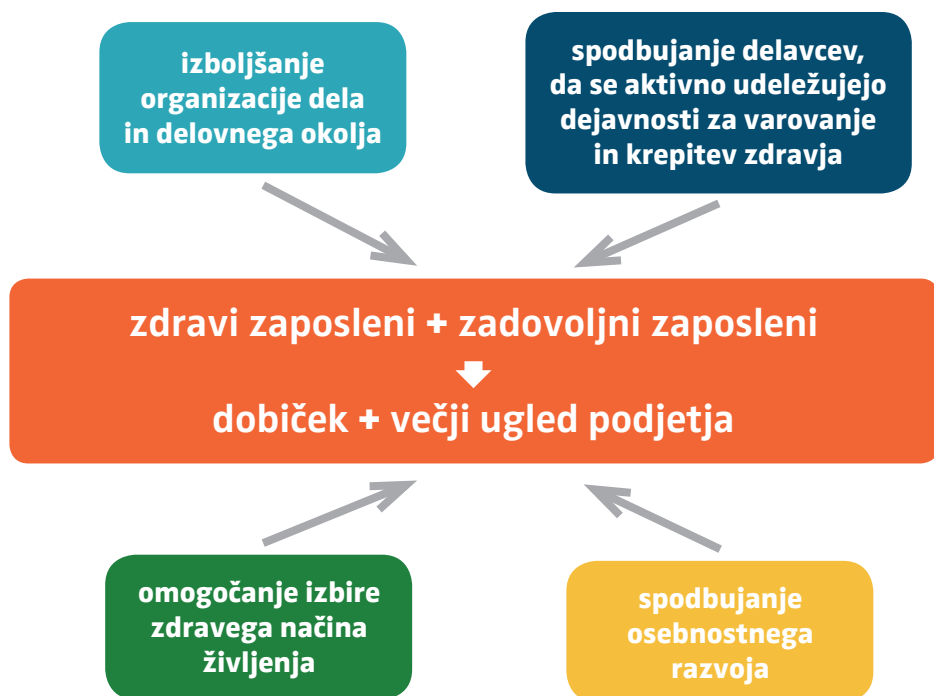 izboljšanje
organizacije dela
in delovnega okolja
spodbujanje delavcev,
da se aktivno udeležujejo
dejavnosti za varovanje
in krepitev zdravja
zdravi zaposleni + zadovoljni zaposleni
dobiček + večji ugled podjetja
omogočanje izbire
zdravega načina
življenja
spodbujanje
osebnostnega
razvoja